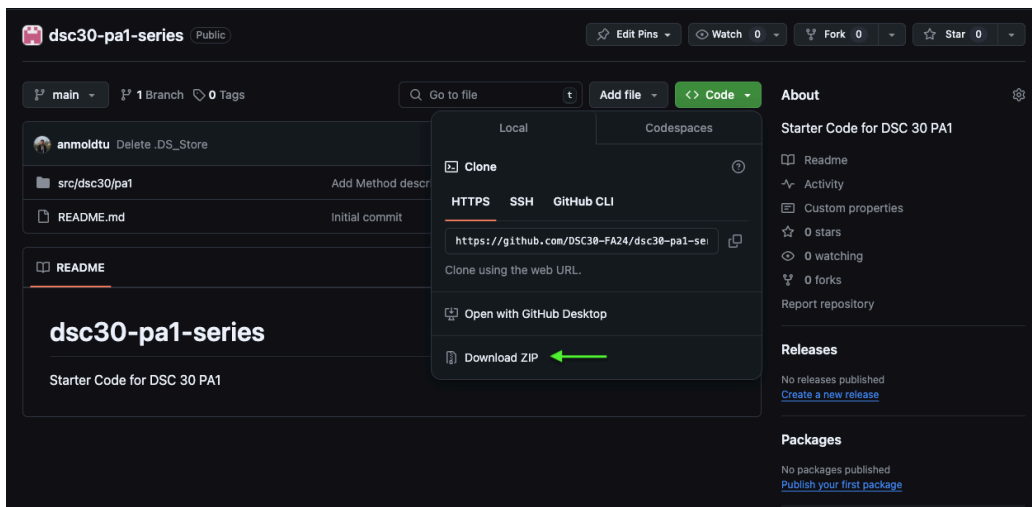 dsc30-pa1-series Public
Edit Pins
Watch 0
Fork 0
Star 0
main
1 Branch
0 Tags
Go to file t
Add file
<> Code
anmoldtu Delete .DS_Store
src/dsc30/pa1 Add Method descr
README.md Initial commit
README
dsc30-pa1-series
Starter Code for DSC 30 PA1
Local Codespaces
Clone
HTTPS SSH GitHub CLI
https://github.com/DSC30-FA24/dsc30-pa1-se
Clone using the web URL.
Open with GitHub Desktop
Download ZIP
About
Starter Code for DSC 30 PA1
Readme
Activity
Custom properties
0 stars
0 watching
0 forks
Report repository
Releases
No releases published
Create a new release
Packages
No packages published
Publish your first package